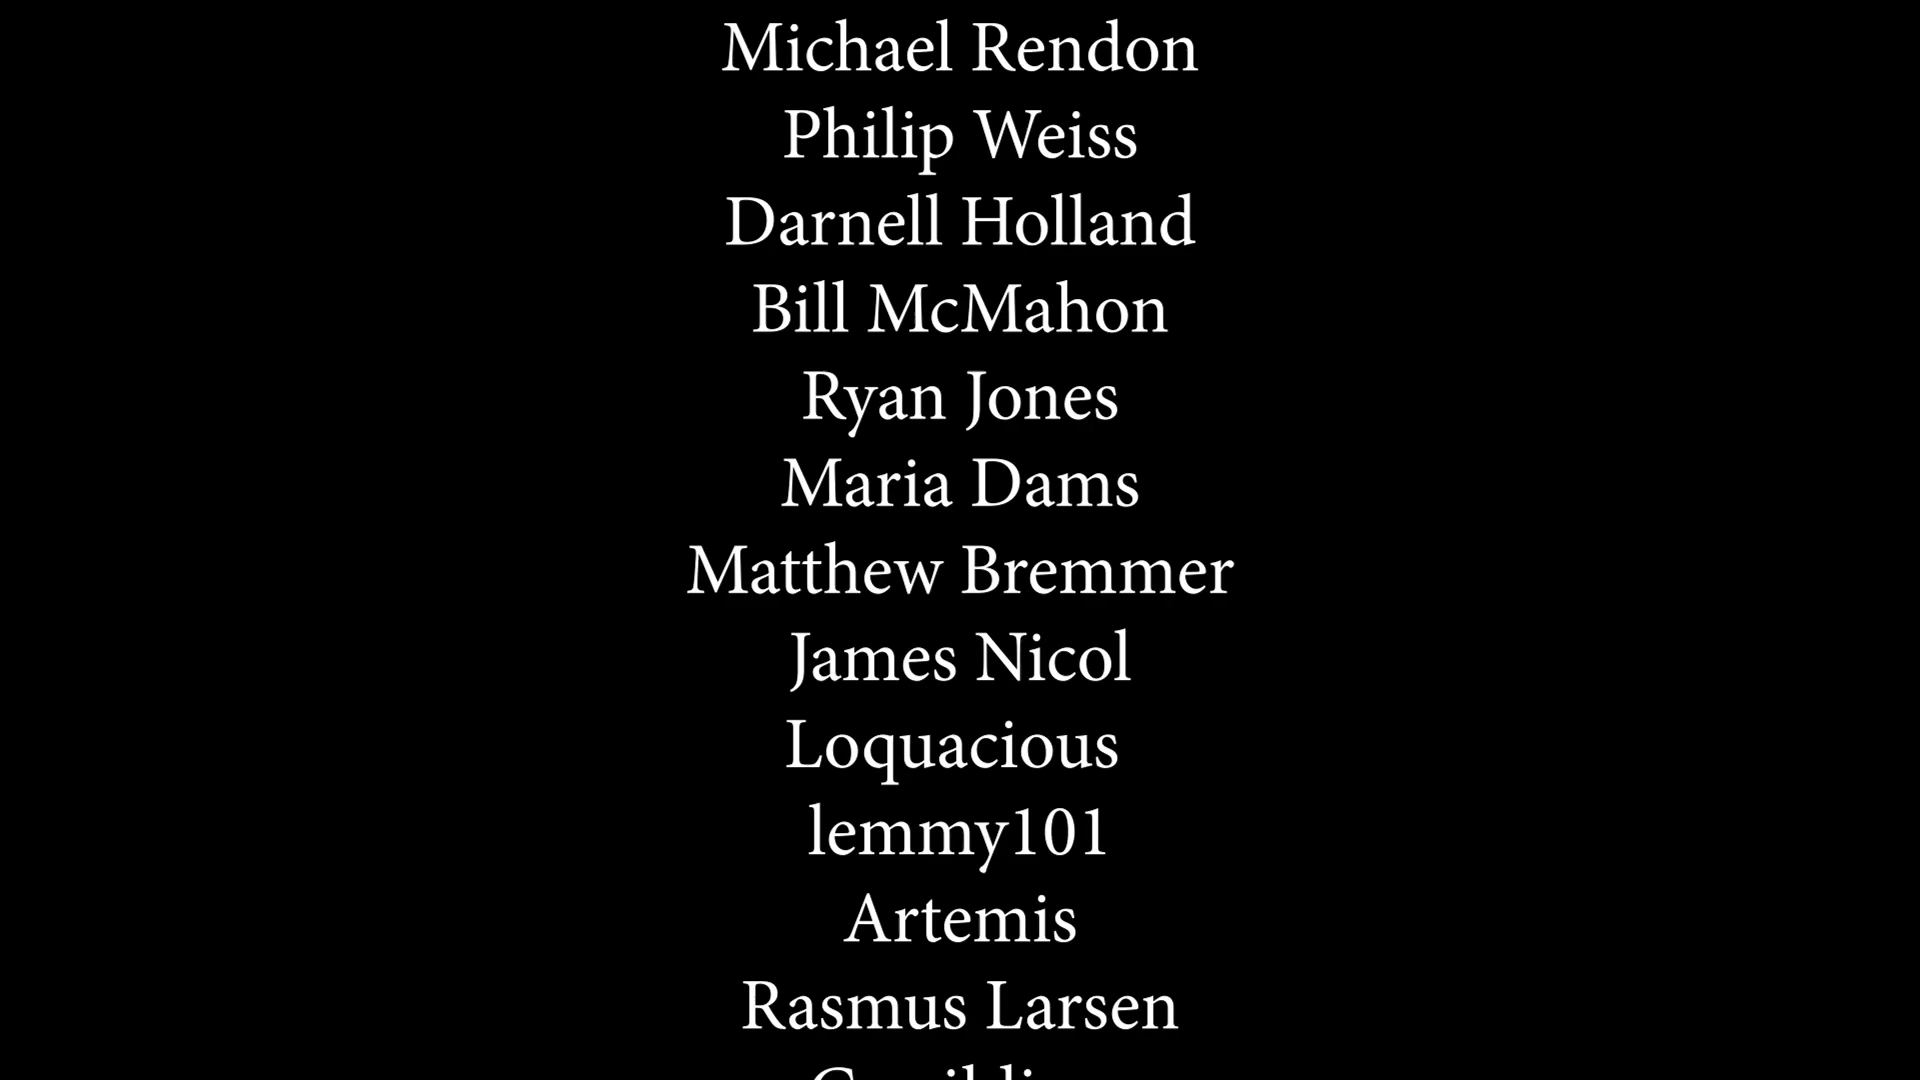 Michael Rendon
Philip Weiss
Darnell Holland
Bill McMahon
Ryan Jones
Maria Dams
Matthew Bremmer
James Nicol
Loquacious
lemmy101
Artemis
Rasmus Larsen